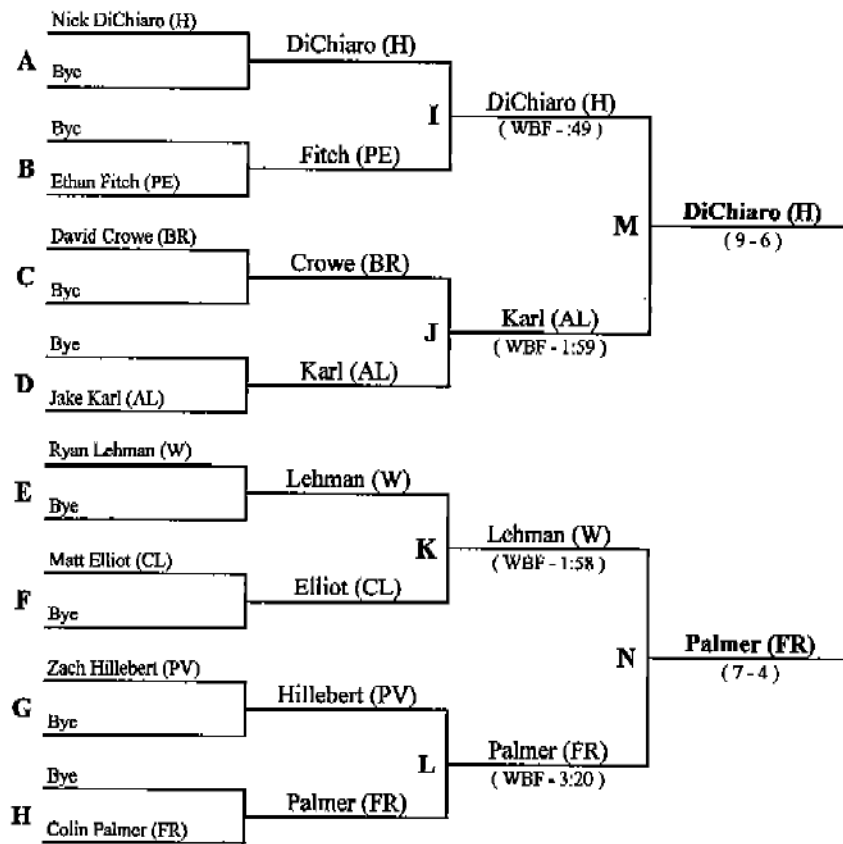 Nick DiChiaro (H)
A
Bye
DiChiaro (H)
Bye
B
Ethan Fitch (PE)
Fitch (PE)
I
DiChiaro (H)
( WBF - :49)
David Crowe (BR)
C
Bye
Crowe (BR)
Bye
D
Jake Karl (AL)
Karl (AL)
J
Karl (AL)
( WBF - 1:59)
M
DiChiaro (H)
( 9 - 6 )
Ryan Lehman (W)
E
Bye
Lehman (W)
Matt Elliot (CL)
F
Bye
Elliot (CL)
K
Lehman (W)
( WBF - 1:58 )
Zach Hillebert (PV)
G
Bye
Hillebert (PV)
Bye
H
Colin Palmer (FR)
Palmer (FR)
L
Palmer (FR)
( WBF - 3:20 )
N
Palmer (FR)
( 7 - 4 )